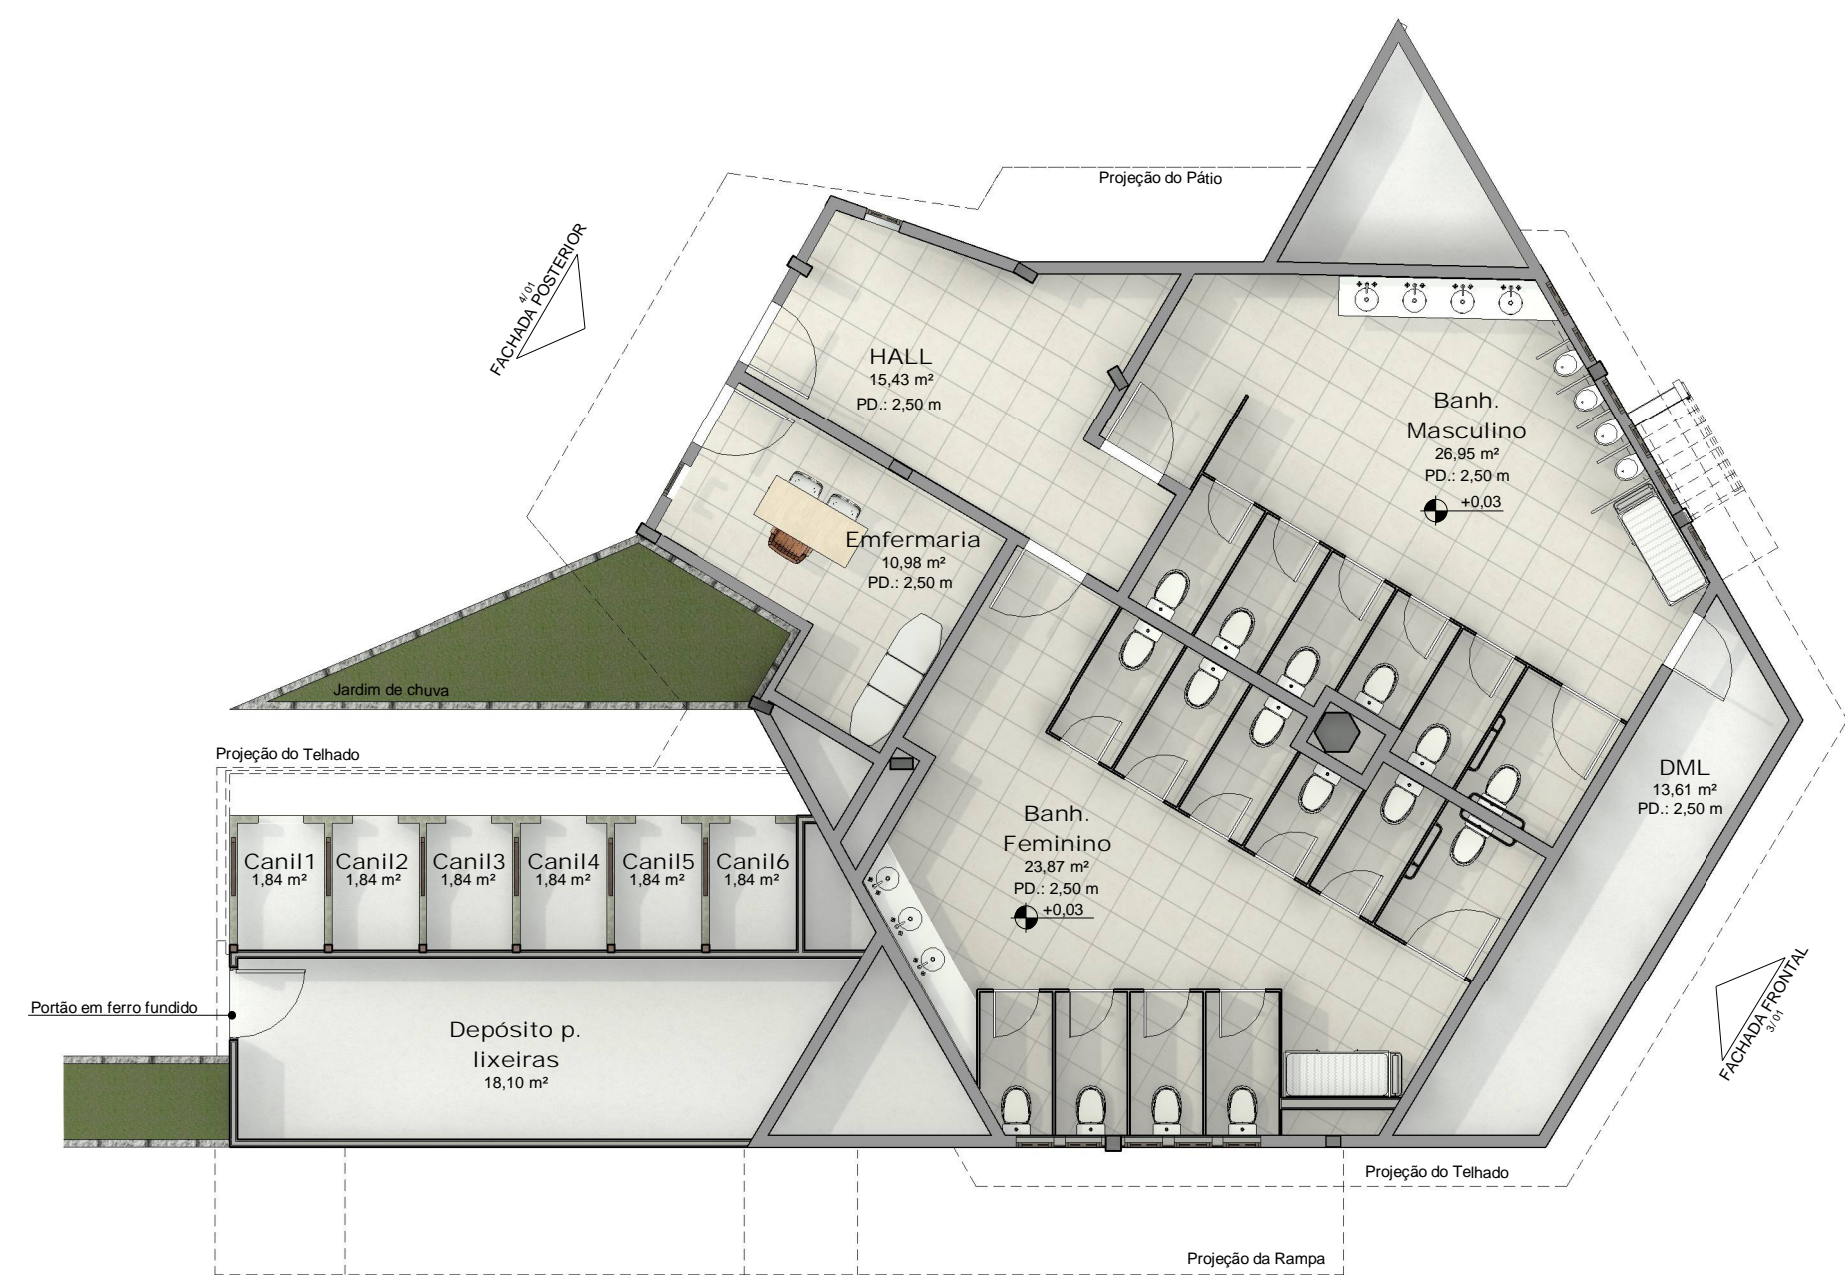 Projeção do Pátio
4/01
FACHADA POSTERIOR
HALL
15,43 m²
PD.: 2,50 m
Banh.
Masculino
26,95 m²
PD.: 2,50 m
+0,03
Emfermaria
10,98 m²
PD.: 2,50 m
Jardim de chuva
Projeção do Telhado
DML
13,61 m²
PD.: 2,50 m
Banh.
Feminino
23,87 m²
PD.: 2,50 m
+0,03
Canil1
1,84 m²
Canil2
1,84 m²
Canil3
1,84 m²
Canil4
1,84 m²
Canil5
1,84 m²
Canil6
1,84 m²
Portão em ferro fundido
Depósito p.
lixeiras
18,10 m²
FACHADA FRONTAL
3/01
Projeção do Telhado
Projeção da Rampa